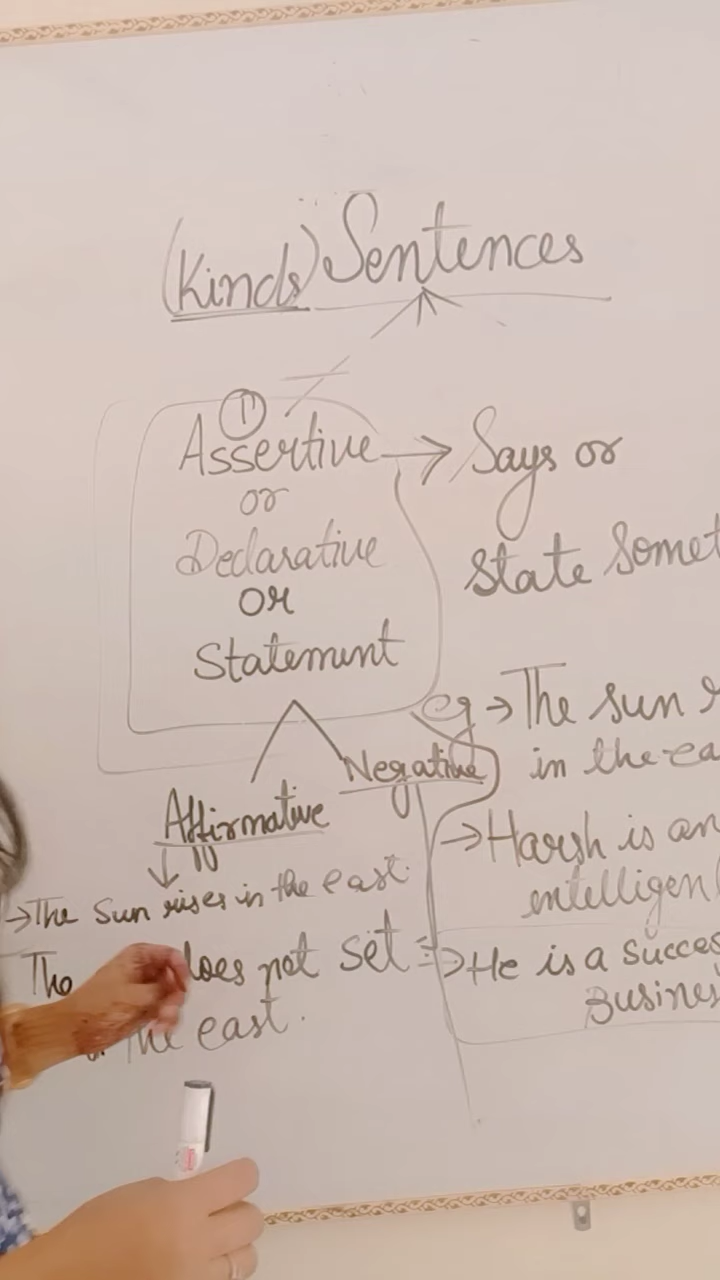 (Kinds) Sentences
①
Assertive → Says or
or
state Somet
Declarative
OR
Statement
eg → The sun r
in the ea
Negative
Affirmative
→ Harsh is an
intelligen
→ The Sun rises in the east.
The does not set
the east.
→ He is a Succes
Busines